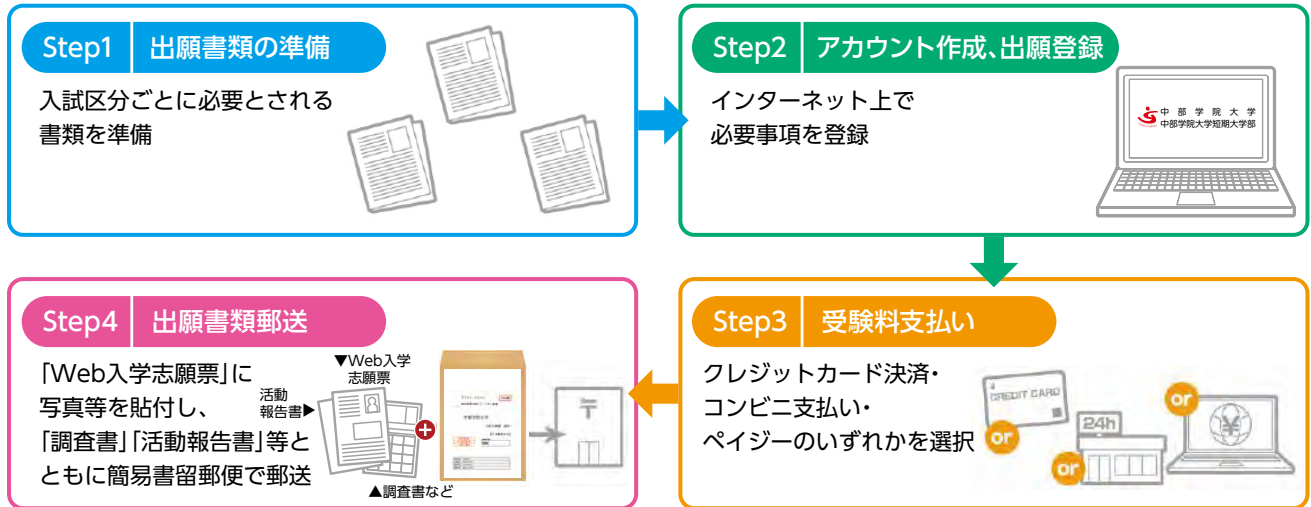 Step1 出願書類の準備
入試区分ごとに必要とされる
書類を準備
Step2 アカウント作成、出願登録
インターネット上で
必要事項を登録
中部学院大学
中部学院大学短期大学部
Step3 受験料支払い
クレジットカード決済・
コンビニ支払い・
ペイジーのいずれかを選択
CREDIT CARD
or
24h
or
or
Step4 出願書類郵送
「Web入学志願票」に
写真等を貼付し、
「調査書」「活動報告書」等と
ともに簡易書留郵便で郵送
▼Web入学
志願票
活動
報告書▶
▲調査書など